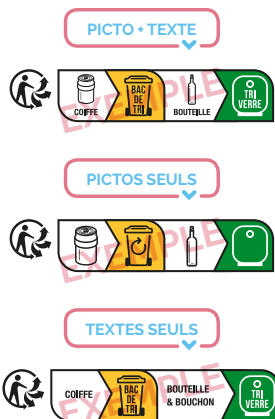 PICTO + TEXTE
COIFFE
BAC
DE
TRI
BOUTEILLE
TRI
VERRE
EXEMPLE
PICTOS SEULS
EXEMPLE
TEXTES SEULS
COIFFE
BAC
DE
TRI
BOUTEILLE
& BOUCHON
TRI
VERRE
EXEMPLE